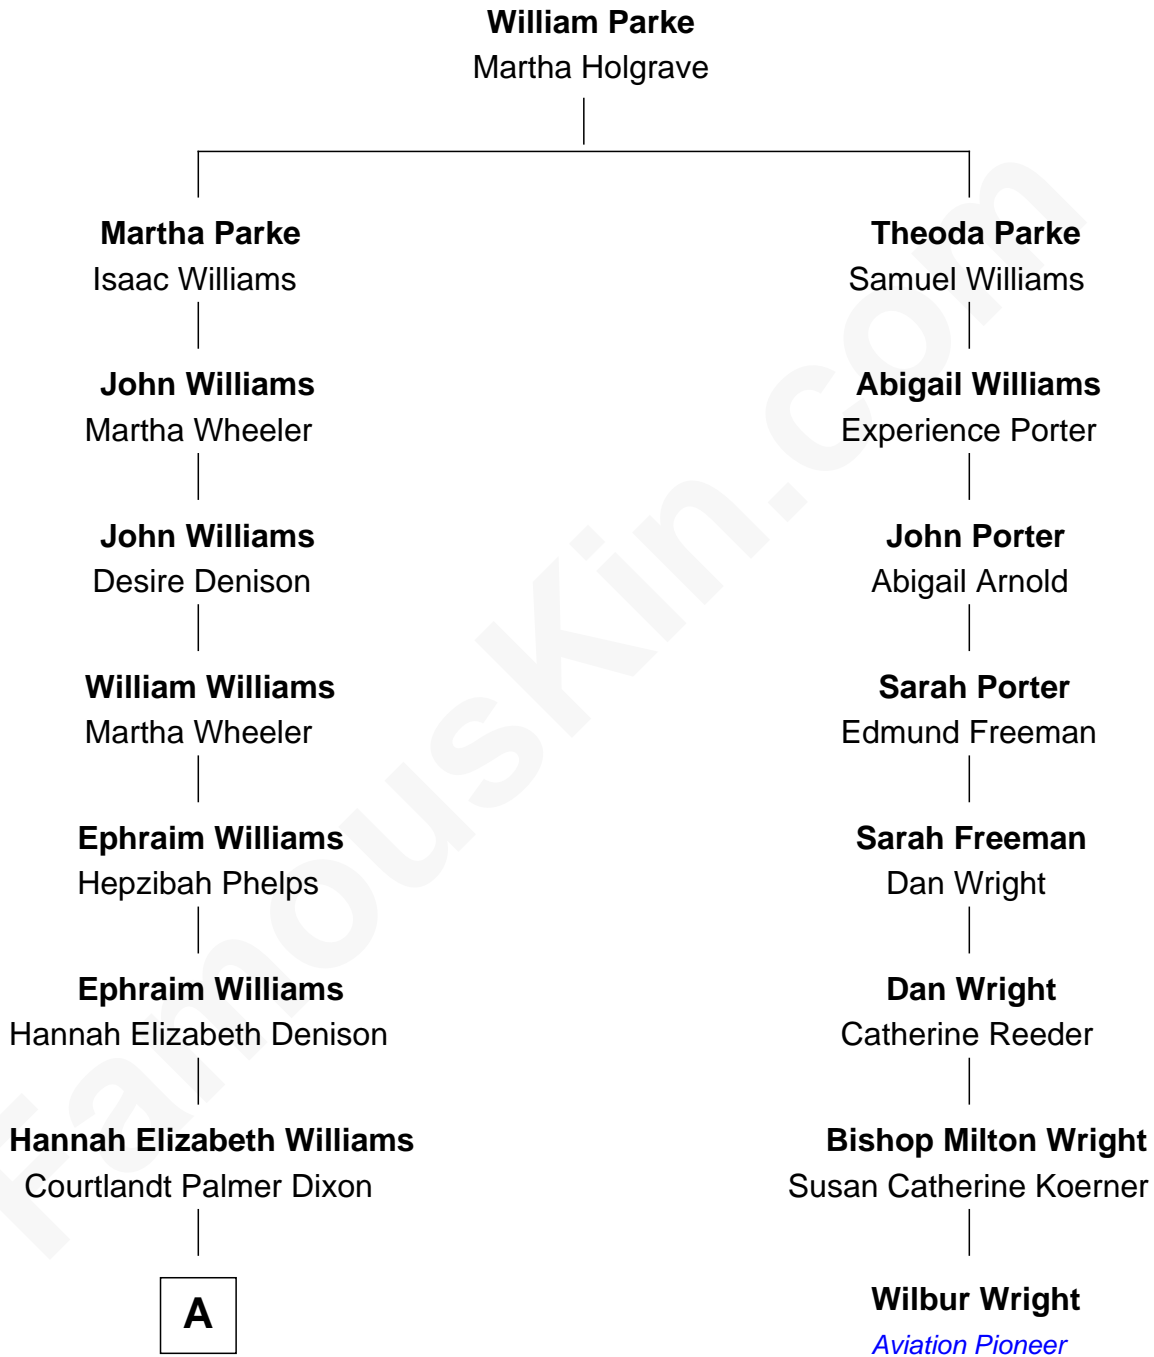 William Parke
Martha Holgrave
Martha Parke
Isaac Williams
John Williams
Martha Wheeler
John Williams
Desire Denison
William Williams
Martha Wheeler
Ephraim Williams
Hepzibah Phelps
Ephraim Williams
Hannah Elizabeth Denison
Hannah Elizabeth Williams
Courtlandt Palmer Dixon
A
Theoda Parke
Samuel Williams
Abigail Williams
Experience Porter
John Porter
Abigail Arnold
Sarah Porter
Edmund Freeman
Sarah Freeman
Dan Wright
Dan Wright
Catherine Reeder
Bishop Milton Wright
Susan Catherine Koerner
Wilbur Wright
Aviation Pioneer
FamousKin.com